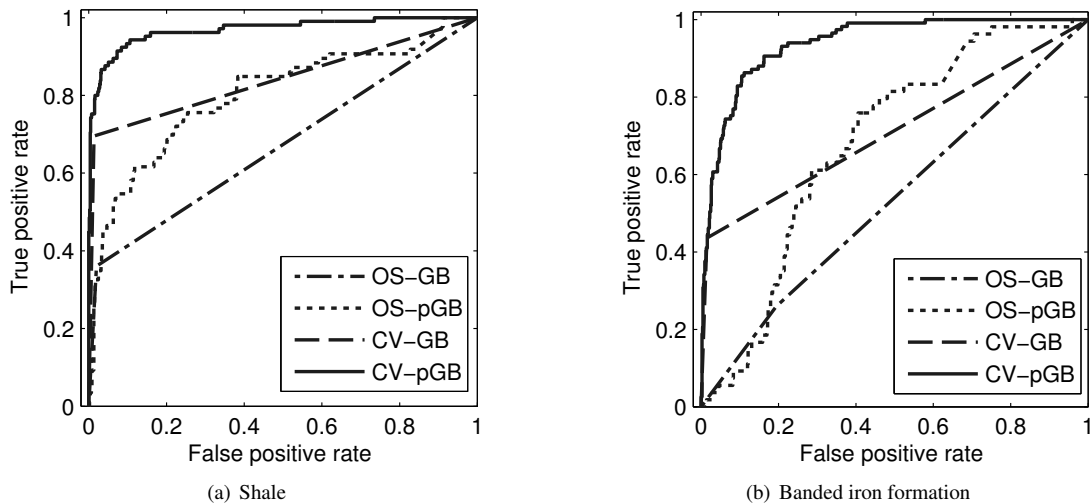 1
0.8
0.6
0.4
0.2
0
True positive rate
0 0.2 0.4 0.6 0.8 1
False positive rate
OS−GB
OS−pGB
CV−GB
CV−pGB
(a) Shale
1
0.8
0.6
0.4
0.2
0
True positive rate
0 0.2 0.4 0.6 0.8 1
False positive rate
OS−GB
OS−pGB
CV−GB
CV−pGB
(b) Banded iron formation